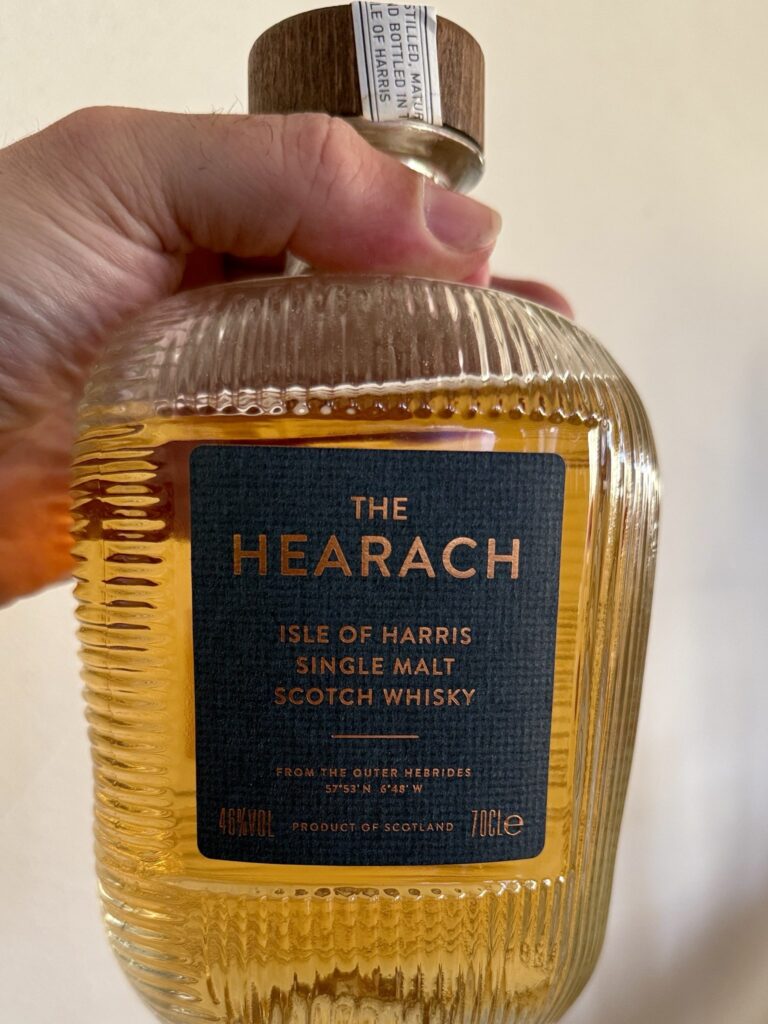 STILLED, MATUR
D BOTTLED IN T
LE OF HARRIS
THE
HEARACH
ISLE OF HARRIS
SINGLE MALT
SCOTCH WHISKY
FROM THE OUTER HEBRIDES
57°53' N 6°48' W
46%VOL PRODUCT OF SCOTLAND 70CLe